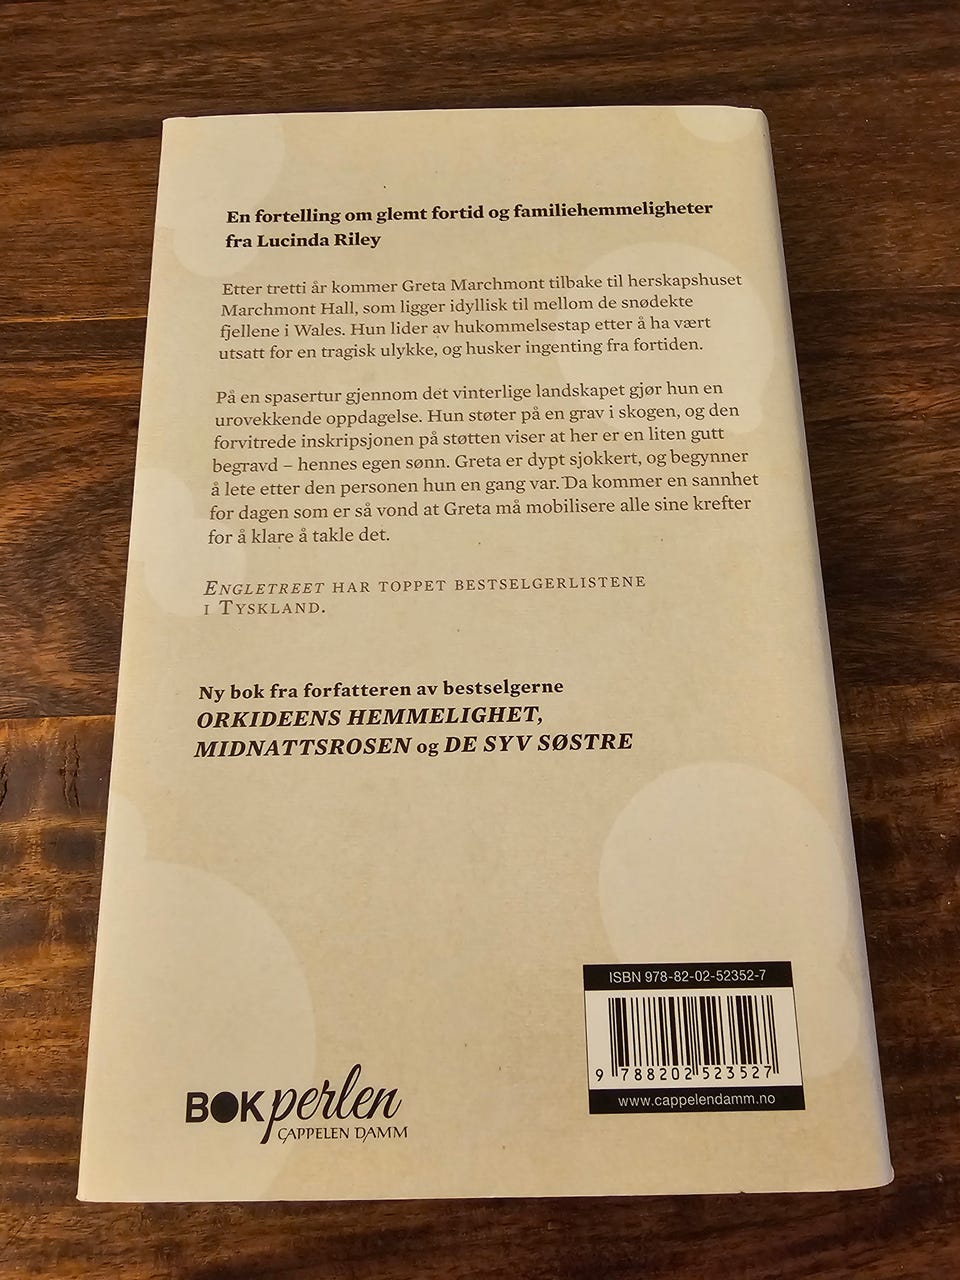 En fortelling om glemt fortid og familiehemmeligheter
fra Lucinda Riley
Etter tretti år kommer Greta Marchmont tilbake til herskapshuset
Marchmont Hall, som ligger idyllisk til mellom de snødekte
fjellene i Wales. Hun lider av hukommelsestap etter å ha vært
utsatt for en tragisk ulykke, og husker ingenting fra fortiden.
På en spasertur gjennom det vinterlige landskapet gjør hun en
urovekkende oppdagelse. Hun støter på en grav i skogen, og den
forvitrede inskripsjonen på støtten viser at her er en liten gutt
begravd – hennes egen sønn. Greta er dypt sjokkert, og begynner
å lete etter den personen hun en gang var. Da kommer en sannhet
for dagen som er så vond at Greta må mobilisere alle sine krefter
for å klare å takle det.
ENGLETREET HAR TOPPET BESTSELGERLISTENE
I TYSKLAND.
Ny bok fra forfatteren av bestselgerne
ORKIDEENS HEMMELIGHET,
MIDNATTSROSEN og DE SYV SØSTRE
ISBN 978-82-02-52352-7
9 788202 523527
www.cappelendamm.no
BOKperlen
CAPPELEN DAMM